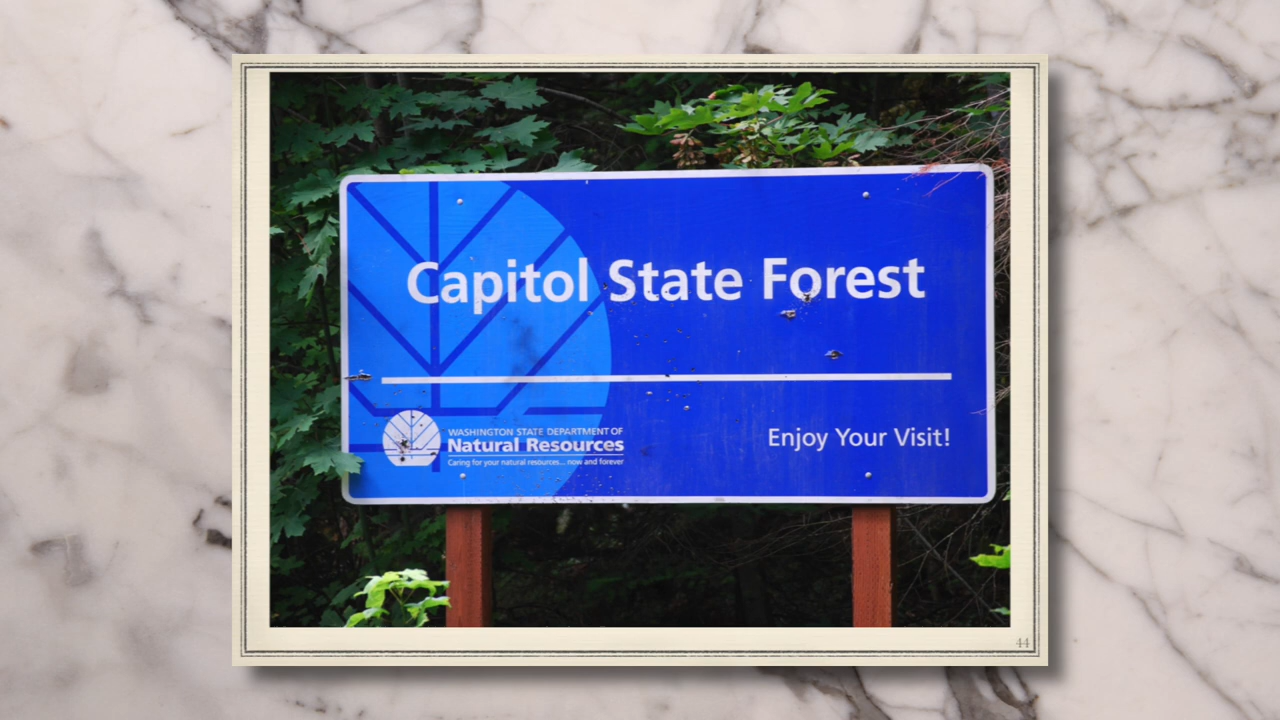 Capitol State Forest
WASHINGTON STATE DEPARTMENT OF
Natural Resources
Caring for your natural resources... now and forever
Enjoy Your Visit!
44